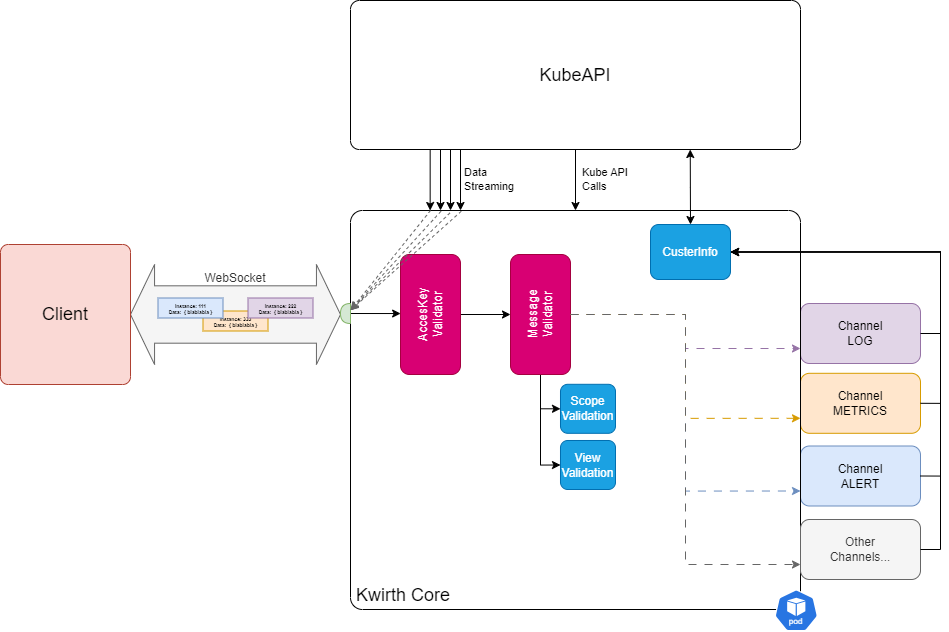 KubeAPI
Data
Streaming
Kube API
Calls
CusterInfo
WebSocket
Instance: 111
Data: { blablabla }
Instance: 222
Data: { blablabla }
Instance: 333
Data: { blablabla }
Client
AccesKey
Validator
Message
Validator
Channel
LOG
Channel
METRICS
Scope
Validation
View
Validation
Channel
ALERT
Other
Channels...
Kwirth Core
pod